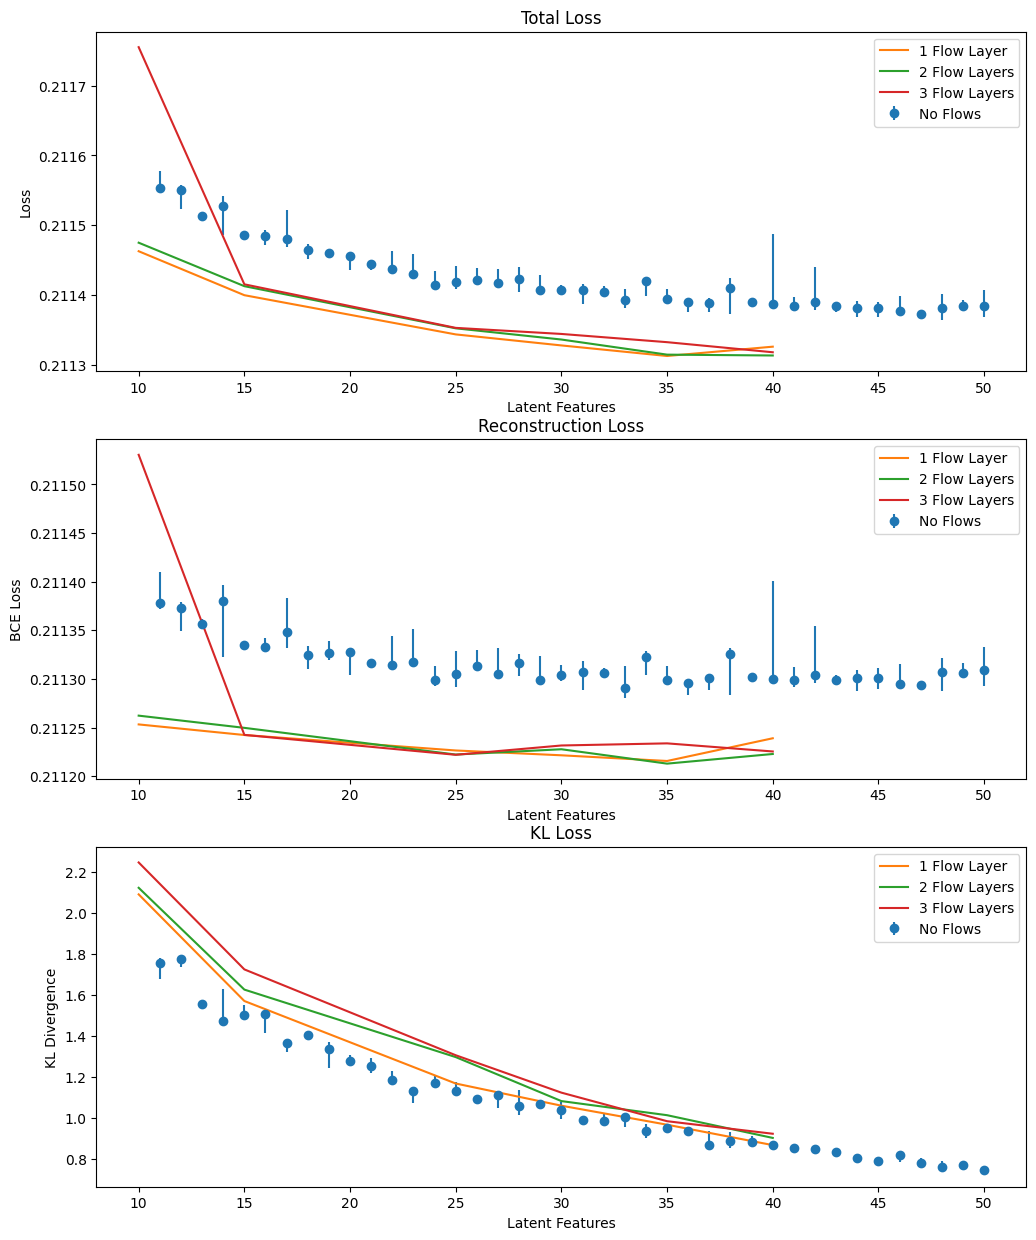 Total Loss
1 Flow Layer
2 Flow Layers
3 Flow Layers
No Flows
0.2117
0.2116
0.2115
0.2114
0.2113
Loss
10 15 20 25 30 35 40 45 50
Latent Features
Reconstruction Loss
1 Flow Layer
2 Flow Layers
3 Flow Layers
No Flows
0.21150
0.21145
0.21140
0.21135
0.21130
0.21125
0.21120
BCE Loss
10 15 20 25 30 35 40 45 50
Latent Features
KL Loss
1 Flow Layer
2 Flow Layers
3 Flow Layers
No Flows
2.2
2.0
1.8
1.6
1.4
1.2
1.0
0.8
KL Divergence
10 15 20 25 30 35 40 45 50
Latent Features